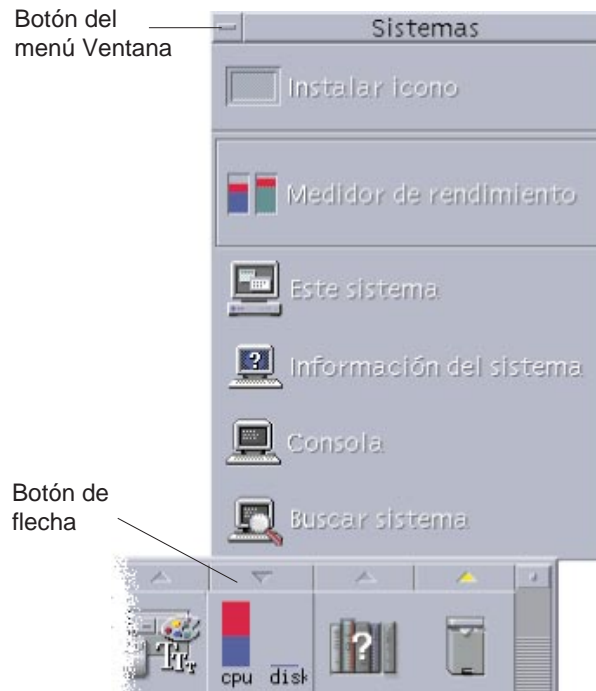 Botón del
menú Ventana
Sistemas
Instalar icono
Medidor de rendimiento
Este sistema
?
Información del sistema
Consola
Buscar sistema
Botón de
flecha
TTT
cpu disk
?